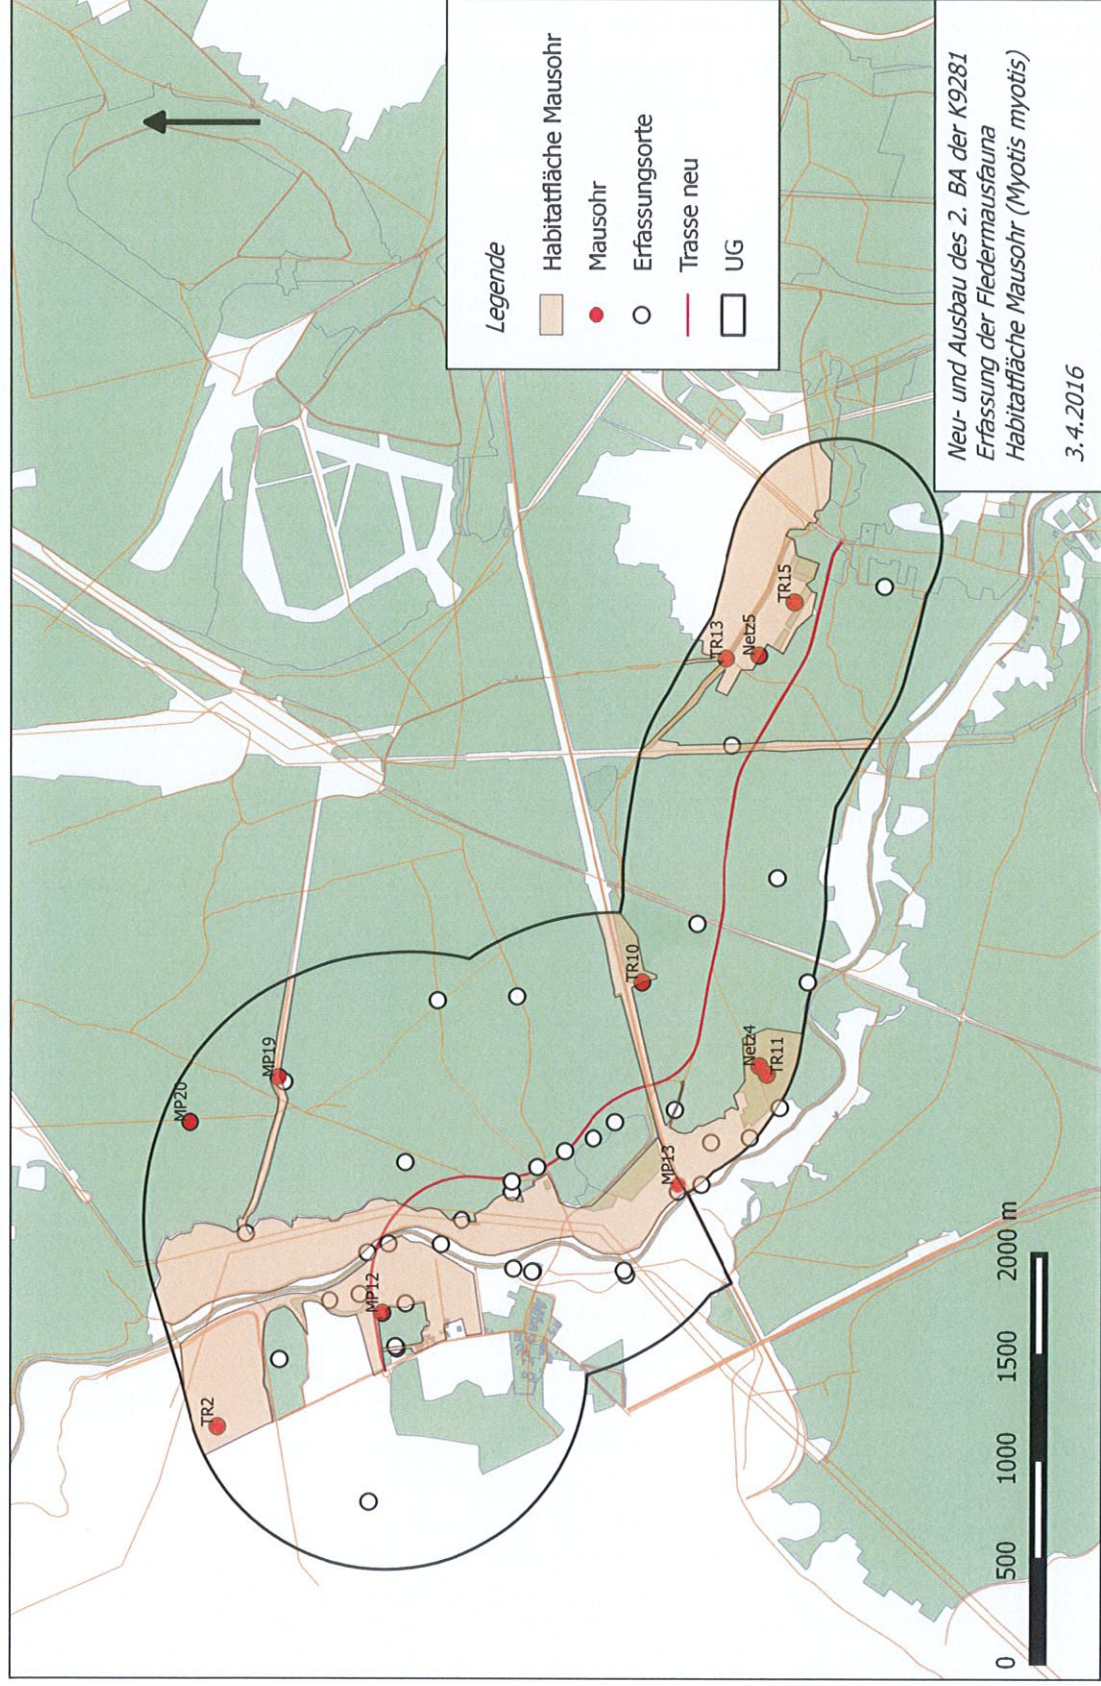 TR2
MP20
MP19
MP12
MP13
TR10
Netz4
TR11
TR13
Netz5
TR15
Legende
Habitatfläche Mausohr
Mausohr
Erfassungsorte
Trasse neu
UG
0 500 1000 1500 2000 m
Neu- und Ausbau des 2. BA der K9281
Erfassung der Fledermausfauna
Habitatfläche Mausohr (Myotis myotis)
3.4.2016